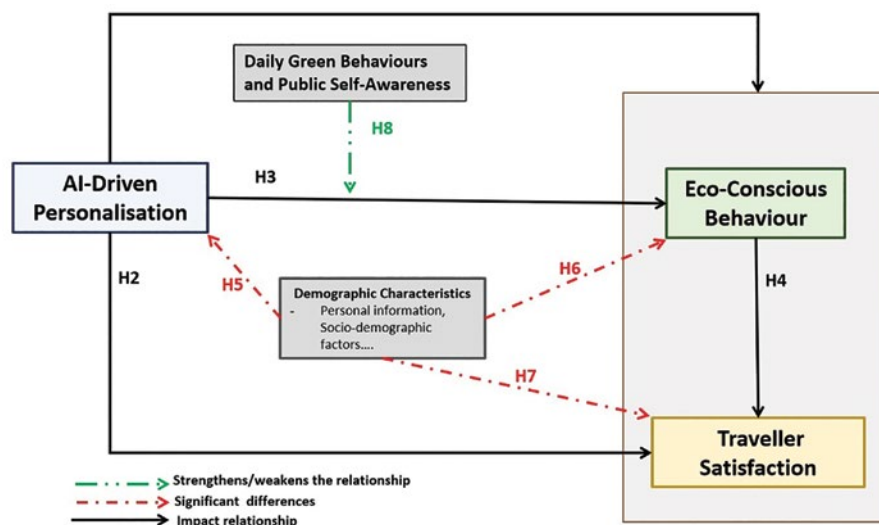 Daily Green Behaviours
and Public Self-Awareness
H8
AI-Driven
Personalisation
H3
Eco-Conscious
Behaviour
H2
H5
H6
H4
Demographic Characteristics
- Personal information,
Socio-demographic
factors....
H7
Traveller
Satisfaction
Strengthens/weakens the relationship
Significant differences
Impact relationship